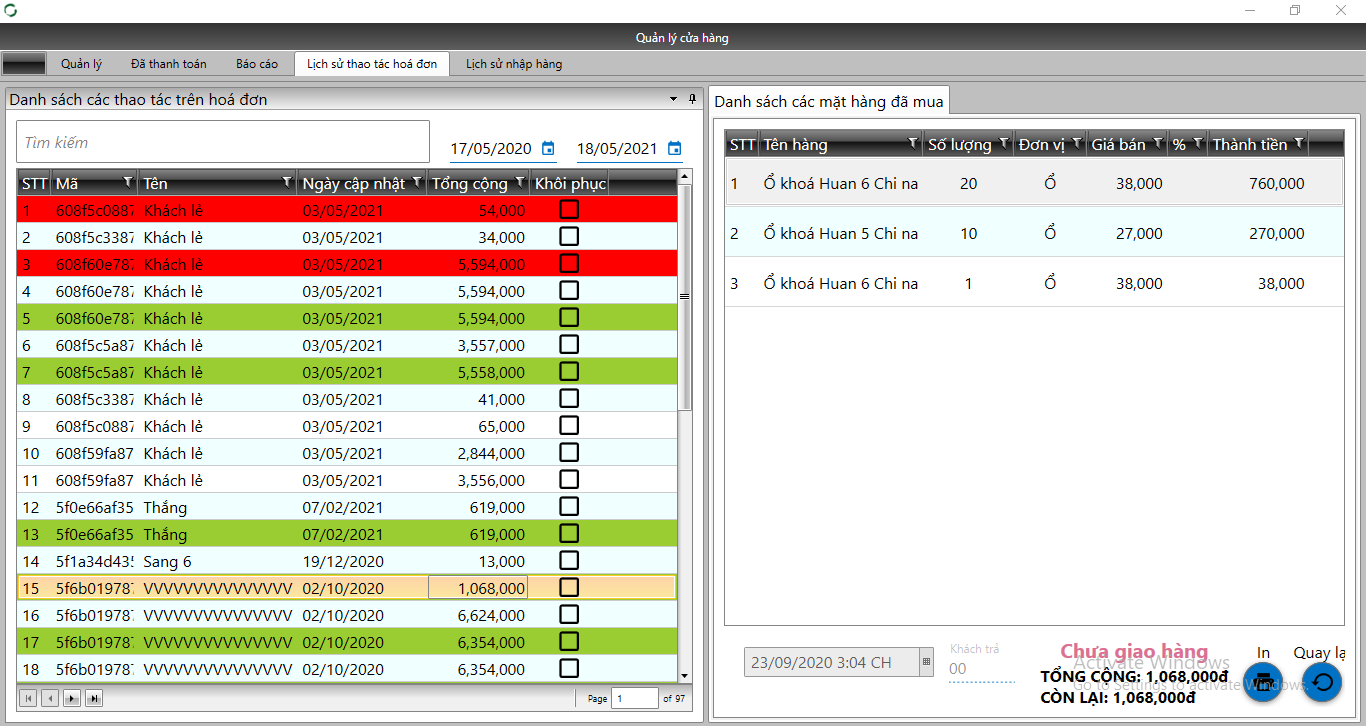 Quản lý cửa hàng
Quản lý Đã thanh toán Báo cáo Lịch sử thao tác hoá đơn Lịch sử nhập hàng
Danh sách các thao tác trên hoá đơn
Tìm kiếm 17/05/2020 18/05/2021
STT Mã Tên Ngày cập nhật Tổng cộng Khôi phục
1 608f5c0887 Khách lẻ 03/05/2021 54,000
2 608f5c3387 Khách lẻ 03/05/2021 34,000
3 608f60e787 Khách lẻ 03/05/2021 5,594,000
4 608f60e787 Khách lẻ 03/05/2021 5,594,000
5 608f60e787 Khách lẻ 03/05/2021 5,594,000
6 608f5c5a87 Khách lẻ 03/05/2021 3,557,000
7 608f5c5a87 Khách lẻ 03/05/2021 5,558,000
8 608f5c3387 Khách lẻ 03/05/2021 41,000
9 608f5c0887 Khách lẻ 03/05/2021 65,000
10 608f59fa87 Khách lẻ 03/05/2021 2,844,000
11 608f59fa87 Khách lẻ 03/05/2021 3,556,000
12 5f0e66af35 Thắng 07/02/2021 619,000
13 5f0e66af35 Thắng 07/02/2021 619,000
14 5f1a34d435 Sang 6 19/12/2020 13,000
15 5f6b019787 VVVVVVVVVVVVVVV 02/10/2020 1,068,000
16 5f6b019787 VVVVVVVVVVVVVVV 02/10/2020 6,624,000
17 5f6b019787 VVVVVVVVVVVVVVV 02/10/2020 6,354,000
18 5f6b019787 VVVVVVVVVVVVVVV 02/10/2020 6,354,000
Page 1 of 97
Danh sách các mặt hàng đã mua
STT Tên hàng Số lượng Đơn vị Giá bán % Thành tiền
1 Ổ khoá Huan 6 Chi na 20 Ổ 38,000 760,000
2 Ổ khoá Huan 5 Chi na 10 Ổ 27,000 270,000
3 Ổ khoá Huan 6 Chi na 1 Ổ 38,000 38,000
23/09/2020 3:04 CH
Khách trả
00
Chưa giao hàng
TỔNG CỘNG: 1,068,000đ
CÒN LẠI: 1,068,000đ
In Quay lạ
Activate Windows
Go to Settings to activate Windows.